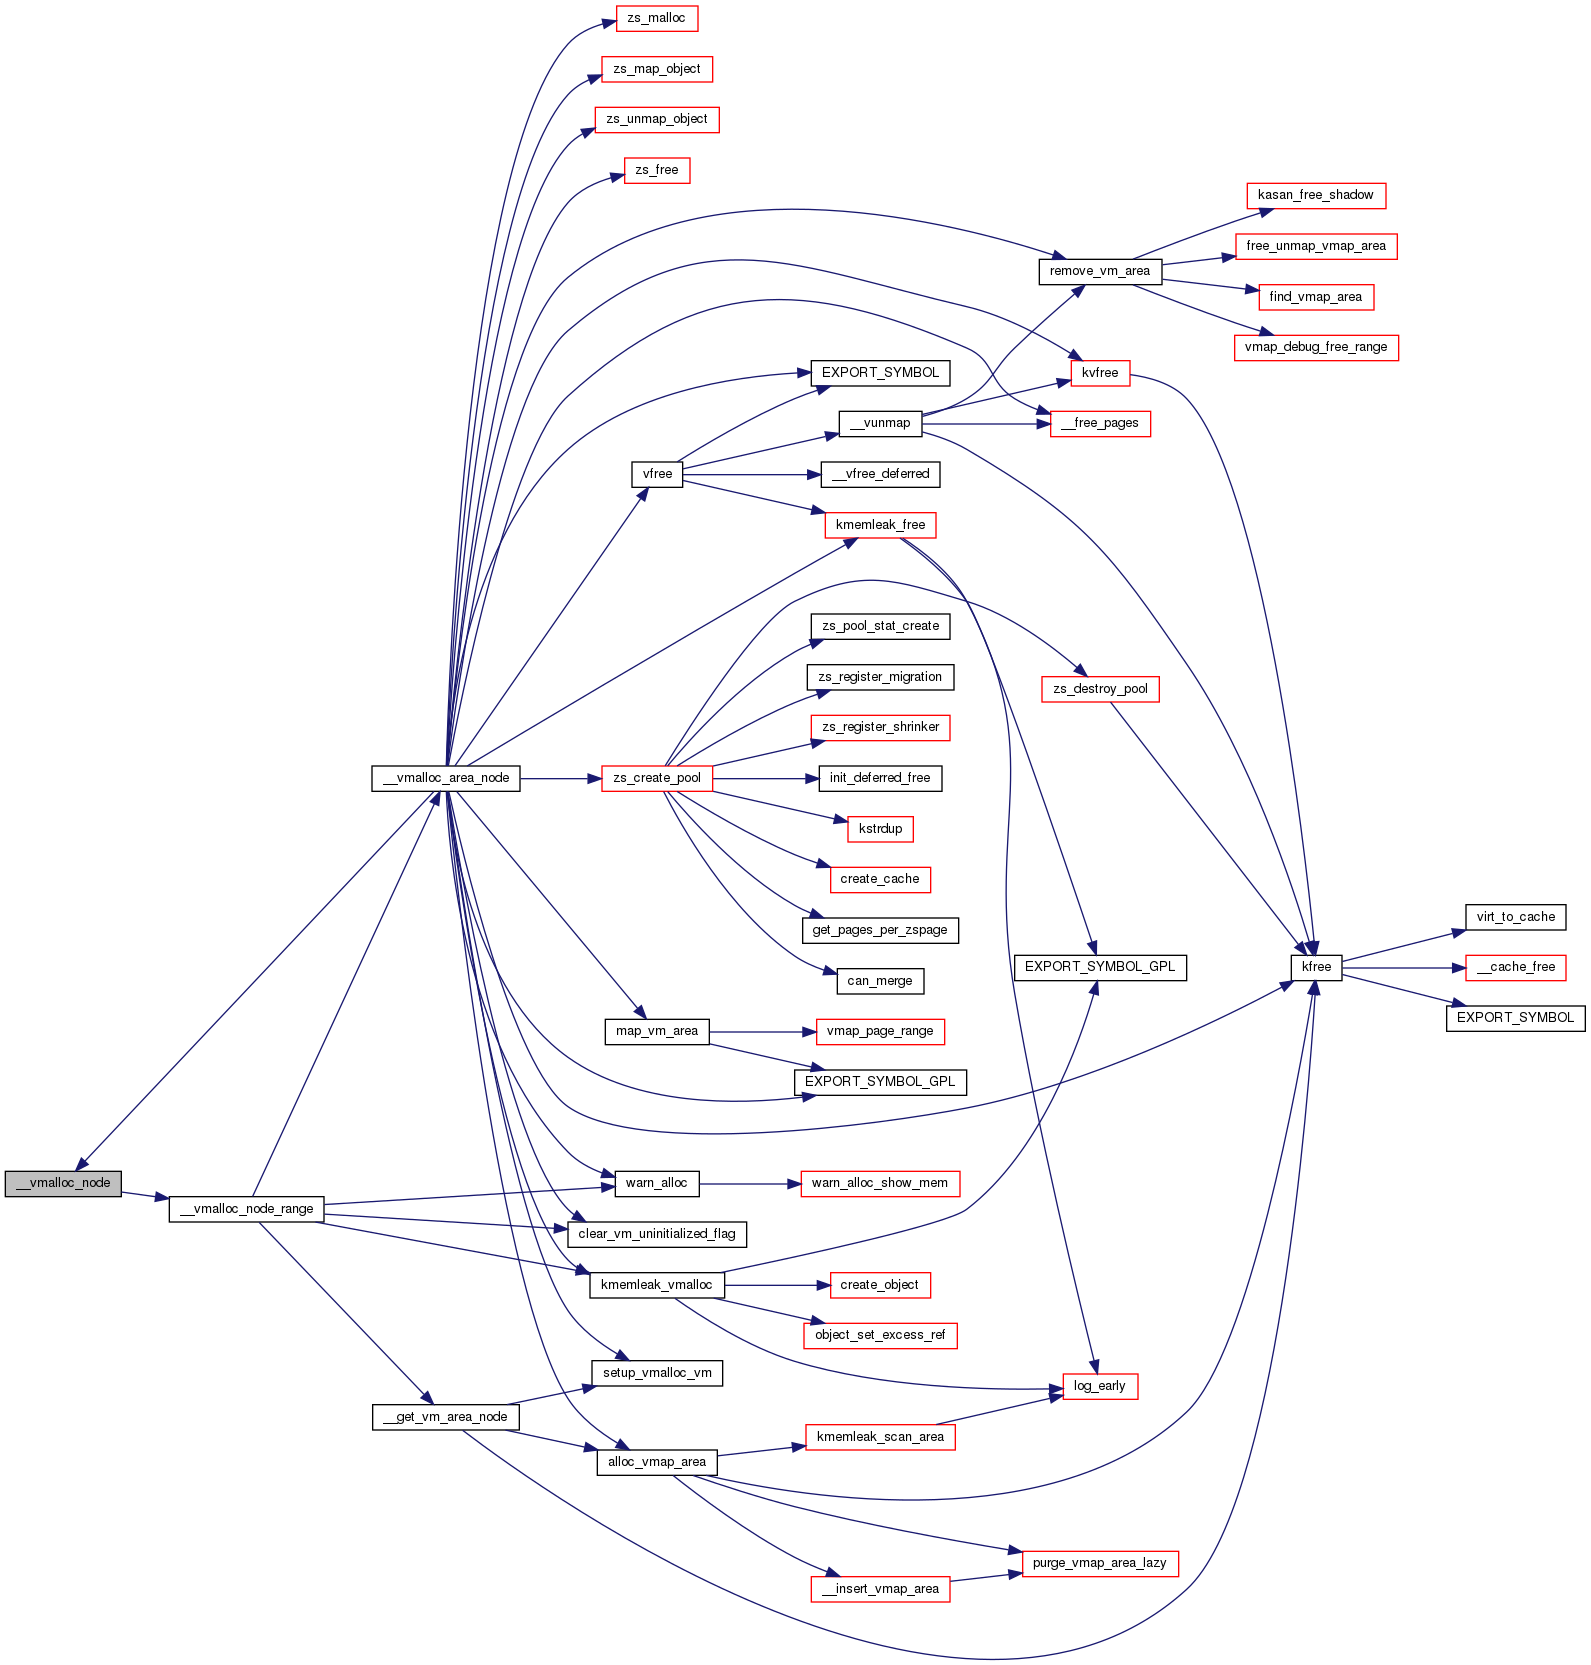 zs_malloc
zs_map_object
zs_unmap_object
zs_free
kasan_free_shadow
free_unmap_vmap_area
remove_vm_area
find_vmap_area
vmap_debug_free_range
EXPORT_SYMBOL
kvfree
__vunmap
__free_pages
vfree
__vfree_deferred
kmemleak_free
zs_pool_stat_create
zs_register_migration
zs_destroy_pool
zs_register_shrinker
__vmalloc_area_node
zs_create_pool
init_deferred_free
kstrdup
create_cache
get_pages_per_zspage
virt_to_cache
can_merge
EXPORT_SYMBOL_GPL
kfree
__cache_free
EXPORT_SYMBOL
map_vm_area
vmap_page_range
EXPORT_SYMBOL_GPL
__vmalloc_node
warn_alloc
warn_alloc_show_mem
__vmalloc_node_range
clear_vm_uninitialized_flag
kmemleak_vmalloc
create_object
object_set_excess_ref
setup_vmalloc_vm
log_early
__get_vm_area_node
kmemleak_scan_area
alloc_vmap_area
purge_vmap_area_lazy
__insert_vmap_area